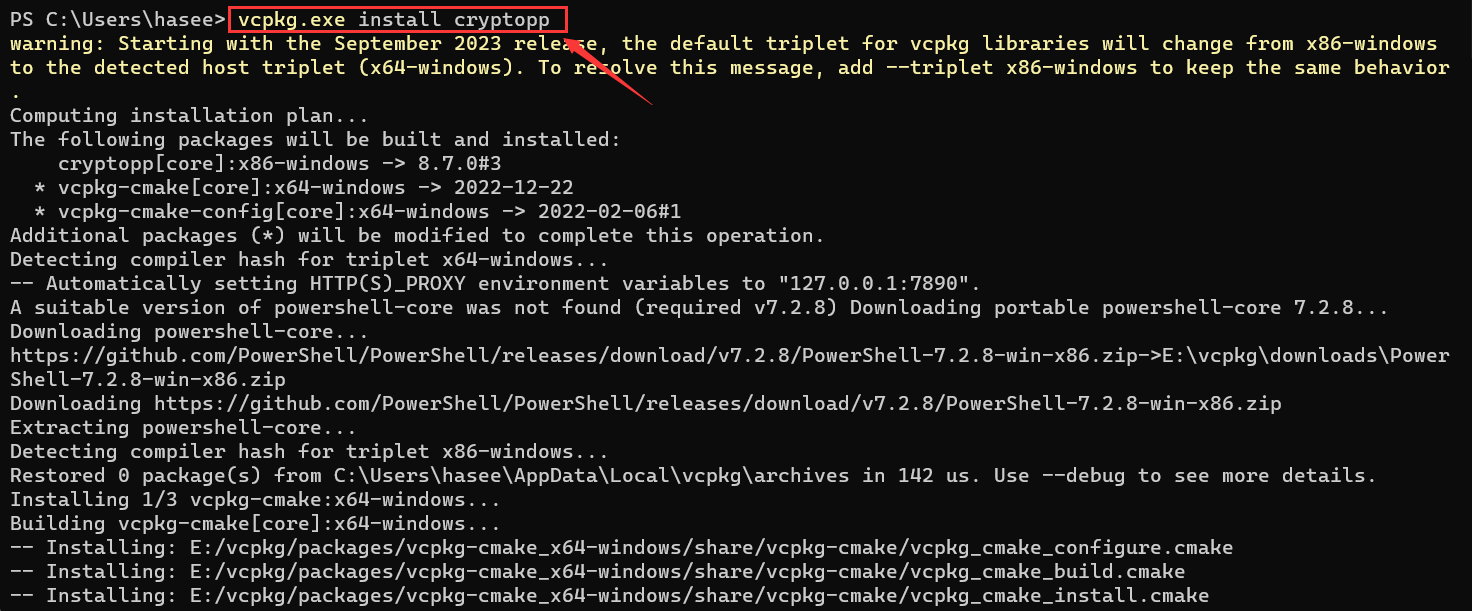 PS C:\Users\hasee> vcpkg.exe install cryptopp
warning: Starting with the September 2023 release, the default triplet for vcpkg libraries will change from x86-windows
to the detected host triplet (x64-windows). To resolve this message, add --triplet x86-windows to keep the same behavior
.
Computing installation plan...
The following packages will be built and installed:
    cryptopp[core]:x86-windows -> 8.7.0#3
  * vcpkg-cmake[core]:x64-windows -> 2022-12-22
  * vcpkg-cmake-config[core]:x64-windows -> 2022-02-06#1
Additional packages (*) will be modified to complete this operation.
Detecting compiler hash for triplet x64-windows...
-- Automatically setting HTTP(S)_PROXY environment variables to "127.0.0.1:7890".
A suitable version of powershell-core was not found (required v7.2.8) Downloading portable powershell-core 7.2.8...
Downloading powershell-core...
https://github.com/PowerShell/PowerShell/releases/download/v7.2.8/PowerShell-7.2.8-win-x86.zip->E:\vcpkg\downloads\Power
Shell-7.2.8-win-x86.zip
Downloading https://github.com/PowerShell/PowerShell/releases/download/v7.2.8/PowerShell-7.2.8-win-x86.zip
Extracting powershell-core...
Detecting compiler hash for triplet x86-windows...
Restored 0 package(s) from C:\Users\hasee\AppData\Local\vcpkg\archives in 142 us. Use --debug to see more details.
Installing 1/3 vcpkg-cmake:x64-windows...
Building vcpkg-cmake[core]:x64-windows...
-- Installing: E:/vcpkg/packages/vcpkg-cmake_x64-windows/share/vcpkg-cmake/vcpkg_cmake_configure.cmake
-- Installing: E:/vcpkg/packages/vcpkg-cmake_x64-windows/share/vcpkg-cmake/vcpkg_cmake_build.cmake
-- Installing: E:/vcpkg/packages/vcpkg-cmake_x64-windows/share/vcpkg-cmake/vcpkg_cmake_install.cmake